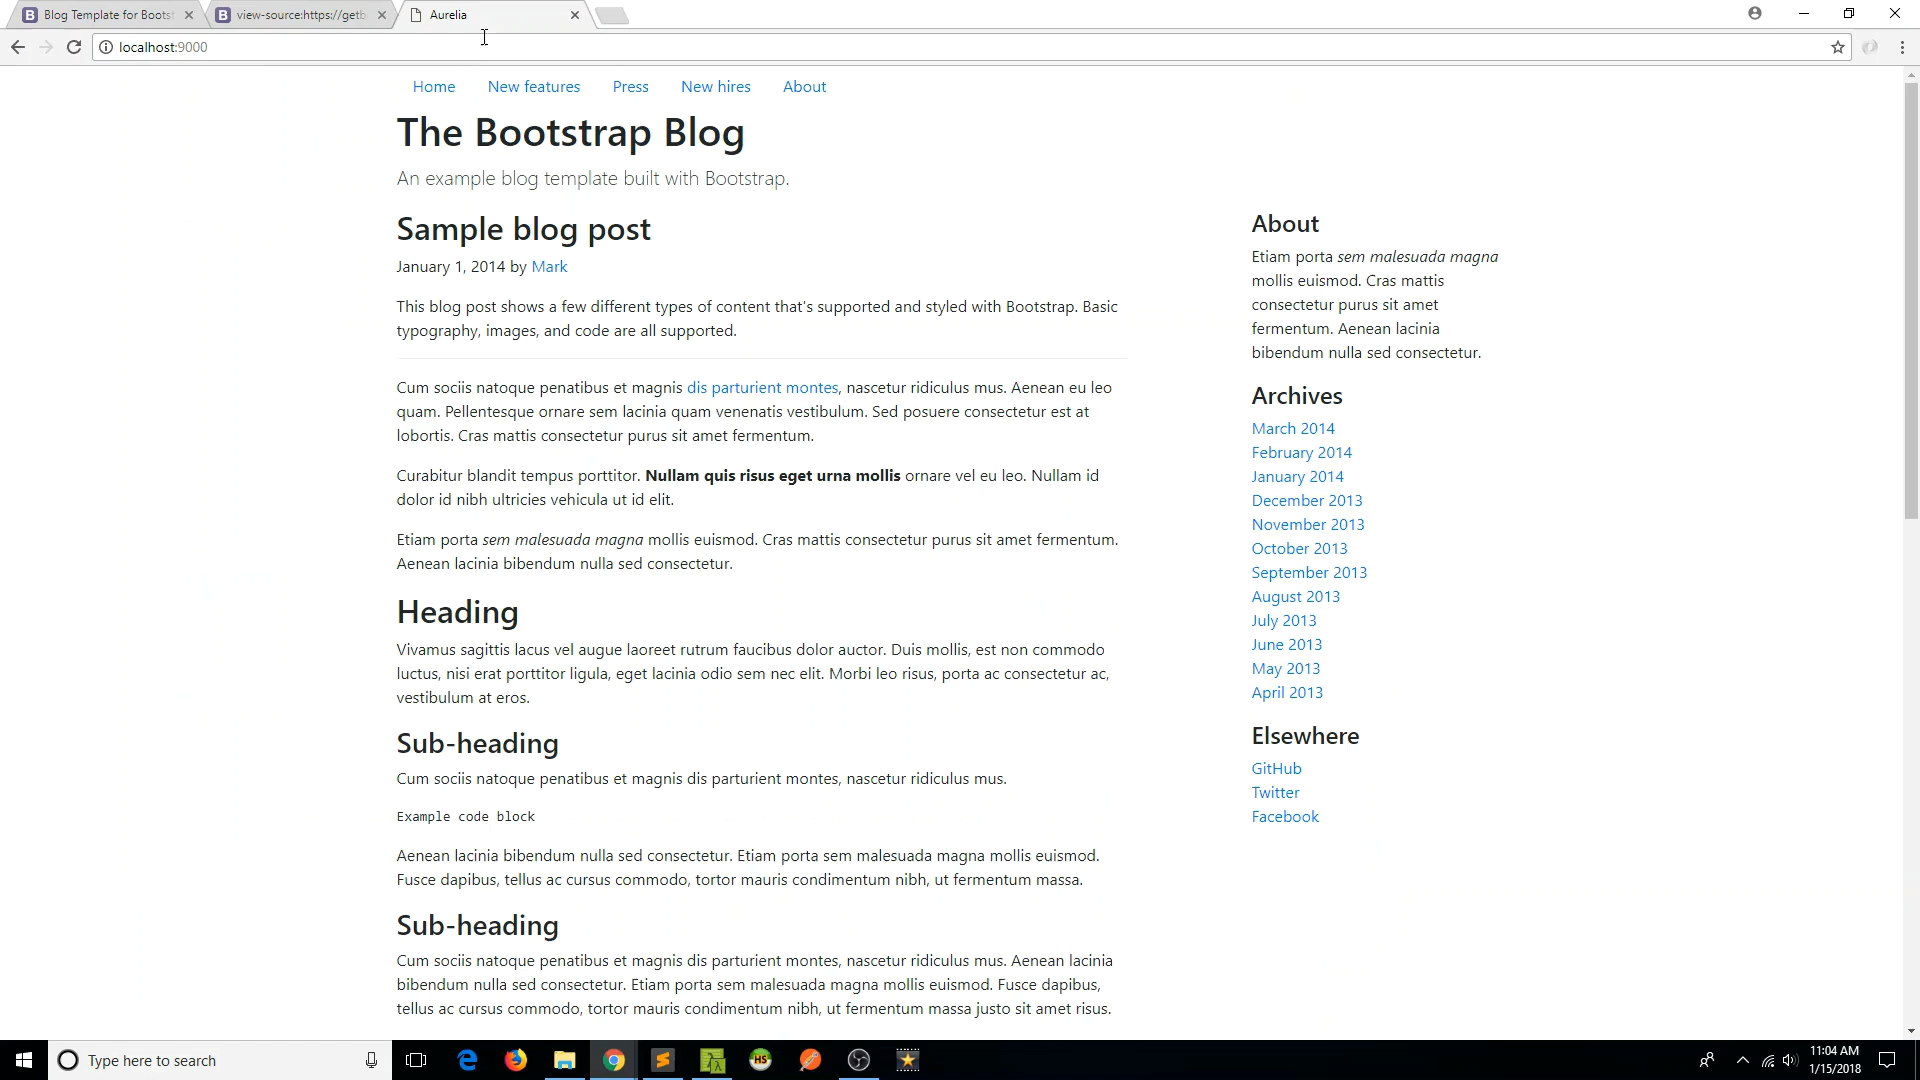 Blog Template for Bootst
view-source:https://getb
Aurelia
localhost:9000
Home New features Press New hires About
The Bootstrap Blog
An example blog template built with Bootstrap.
Sample blog post
January 1, 2014 by Mark
This blog post shows a few different types of content that's supported and styled with Bootstrap. Basic
typography, images, and code are all supported.
Cum sociis natoque penatibus et magnis dis parturient montes, nascetur ridiculus mus. Aenean eu leo
quam. Pellentesque ornare sem lacinia quam venenatis vestibulum. Sed posuere consectetur est at
lobortis. Cras mattis consectetur purus sit amet fermentum.
Curabitur blandit tempus porttitor. Nullam quis risus eget urna mollis ornare vel eu leo. Nullam id
dolor id nibh ultricies vehicula ut id elit.
Etiam porta sem malesuada magna mollis euismod. Cras mattis consectetur purus sit amet fermentum.
Aenean lacinia bibendum nulla sed consectetur.
Heading
Vivamus sagittis lacus vel augue laoreet rutrum faucibus dolor auctor. Duis mollis, est non commodo
luctus, nisi erat porttitor ligula, eget lacinia odio sem nec elit. Morbi leo risus, porta ac consectetur ac,
vestibulum at eros.
Sub-heading
Cum sociis natoque penatibus et magnis dis parturient montes, nascetur ridiculus mus.
Example code block
Aenean lacinia bibendum nulla sed consectetur. Etiam porta sem malesuada magna mollis euismod.
Fusce dapibus, tellus ac cursus commodo, tortor mauris condimentum nibh, ut fermentum massa.
Sub-heading
Cum sociis natoque penatibus et magnis dis parturient montes, nascetur ridiculus mus. Aenean lacinia
bibendum nulla sed consectetur. Etiam porta sem malesuada magna mollis euismod. Fusce dapibus,
tellus ac cursus commodo, tortor mauris condimentum nibh, ut fermentum massa justo sit amet risus.
About
Etiam porta sem malesuada magna
mollis euismod. Cras mattis
consectetur purus sit amet
fermentum. Aenean lacinia
bibendum nulla sed consectetur.
Archives
March 2014
February 2014
January 2014
December 2013
November 2013
October 2013
September 2013
August 2013
July 2013
June 2013
May 2013
April 2013
Elsewhere
GitHub
Twitter
Facebook
Type here to search
HS
11:04 AM
1/15/2018